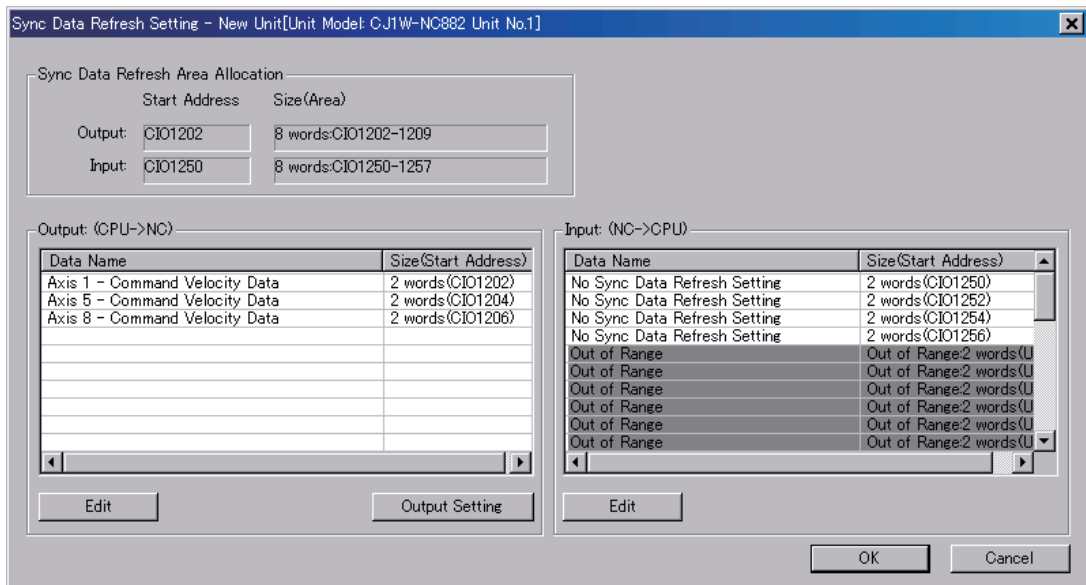 Sync Data Refresh Setting - New Unit[Unit Model: CJ1W-NC882 Unit No.1]
Sync Data Refresh Area Allocation
Start Address Size(Area)
Output: CIO1202 8 words:CIO1202-1209
Input: CIO1250 8 words:CIO1250-1257
Output: (CPU->NC)
Data Name Size(Start Address)
Axis 1 - Command Velocity Data 2 words(CIO1202)
Axis 5 - Command Velocity Data 2 words(CIO1204)
Axis 8 - Command Velocity Data 2 words(CIO1206)
Edit Output Setting
Input: (NC->CPU)
Data Name Size(Start Address)
No Sync Data Refresh Setting 2 words(CIO1250)
No Sync Data Refresh Setting 2 words(CIO1252)
No Sync Data Refresh Setting 2 words(CIO1254)
No Sync Data Refresh Setting 2 words(CIO1256)
Out of Range Out of Range:2 words(U
Out of Range Out of Range:2 words(U
Out of Range Out of Range:2 words(U
Out of Range Out of Range:2 words(U
Out of Range Out of Range:2 words(U
Out of Range Out of Range:2 words(U
Edit
OK Cancel